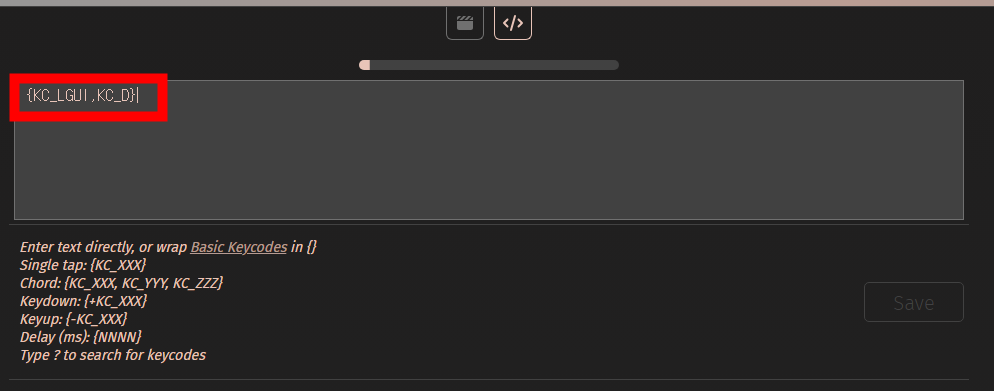 </>
{KC_LGUI,KC_D}
Enter text directly, or wrap Basic Keycodes in {}
Single tap: {KC_XXX}
Chord: {KC_XXX, KC_YYY, KC_ZZZ}
Keydown: {+KC_XXX}
Keyup: {-KC_XXX}
Delay (ms): {NNNN}
Type ? to search for keycodes
Save